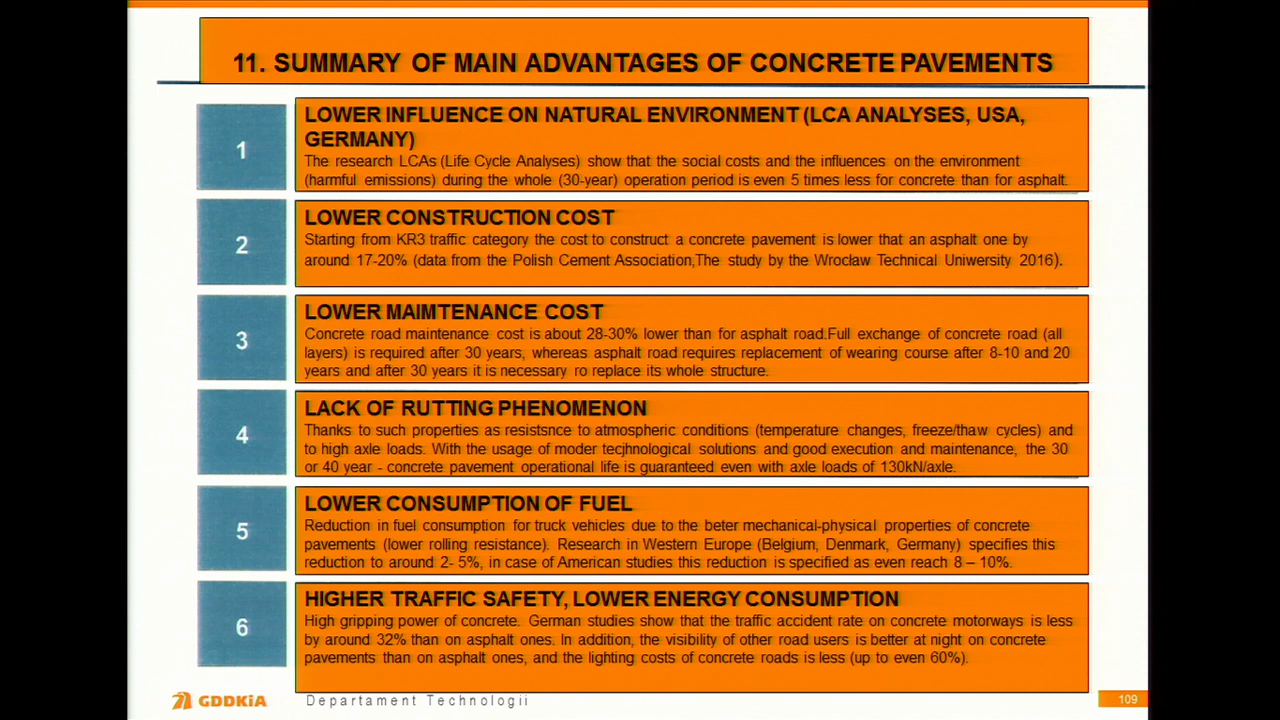 11. SUMMARY OF MAIN ADVANTAGES OF CONCRETE PAVEMENTS
1
LOWER INFLUENCE ON NATURAL ENVIRONMENT (LCA ANALYSES, USA,
GERMANY)
The research LCAs (Life Cycle Analyses) show that the social costs and the influences on the environment
(harmful emissions) during the whole (30-year) operation period is even 5 times less for concrete than for asphalt.
2
LOWER CONSTRUCTION COST
Starting from KR3 traffic category the cost to construct a concrete pavement is lower that an asphalt one by
around 17-20% (data from the Polish Cement Association,The study by the Wrocław Technical Uniwersity 2016).
3
LOWER MAIMTENANCE COST
Concrete road maintenance cost is about 28-30% lower than for asphalt road.Full exchange of concrete road (all
layers) is required after 30 years, whereas asphalt road requires replacement of wearing course after 8-10 and 20
years and after 30 years it is necessary ro replace its whole structure.
4
LACK OF RUTTING PHENOMENON
Thanks to such properties as resistsnce to atmospheric conditions (temperature changes, freeze/thaw cycles) and
to high axle loads. With the usage of moder tecjhnological solutions and good execution and maintenance, the 30
or 40 year - concrete pavement operational life is guaranteed even with axle loads of 130kN/axle.
5
LOWER CONSUMPTION OF FUEL
Reduction in fuel consumption for truck vehicles due to the beter mechanical-physical properties of concrete
pavements (lower rolling resistance). Research in Western Europe (Belgium, Denmark, Germany) specifies this
reduction to around 2- 5%, in case of American studies this reduction is specified as even reach 8 – 10%.
6
HIGHER TRAFFIC SAFETY, LOWER ENERGY CONSUMPTION
High gripping power of concrete. German studies show that the traffic accident rate on concrete motorways is less
by around 32% than on asphalt ones. In addition, the visibility of other road users is better at night on concrete
pavements than on asphalt ones, and the lighting costs of concrete roads is less (up to even 60%).
GDDKiA
Departament Technologii
109